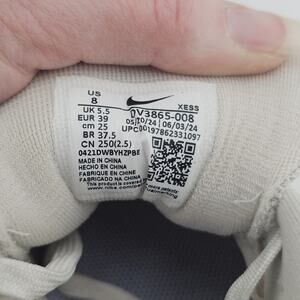 US
8
XESS
UK 5.5
EUR 39
cm 25
BR 37.5
CN 250(2.5)
DV3865-008
05/20/24 | 06/03/24
UPC:00197862331097
0421DWBYHZPBE
MADE IN CHINA
HECHO EN CHINA
FABRIQUE EN CHINE
FABRICADO NA CHINA